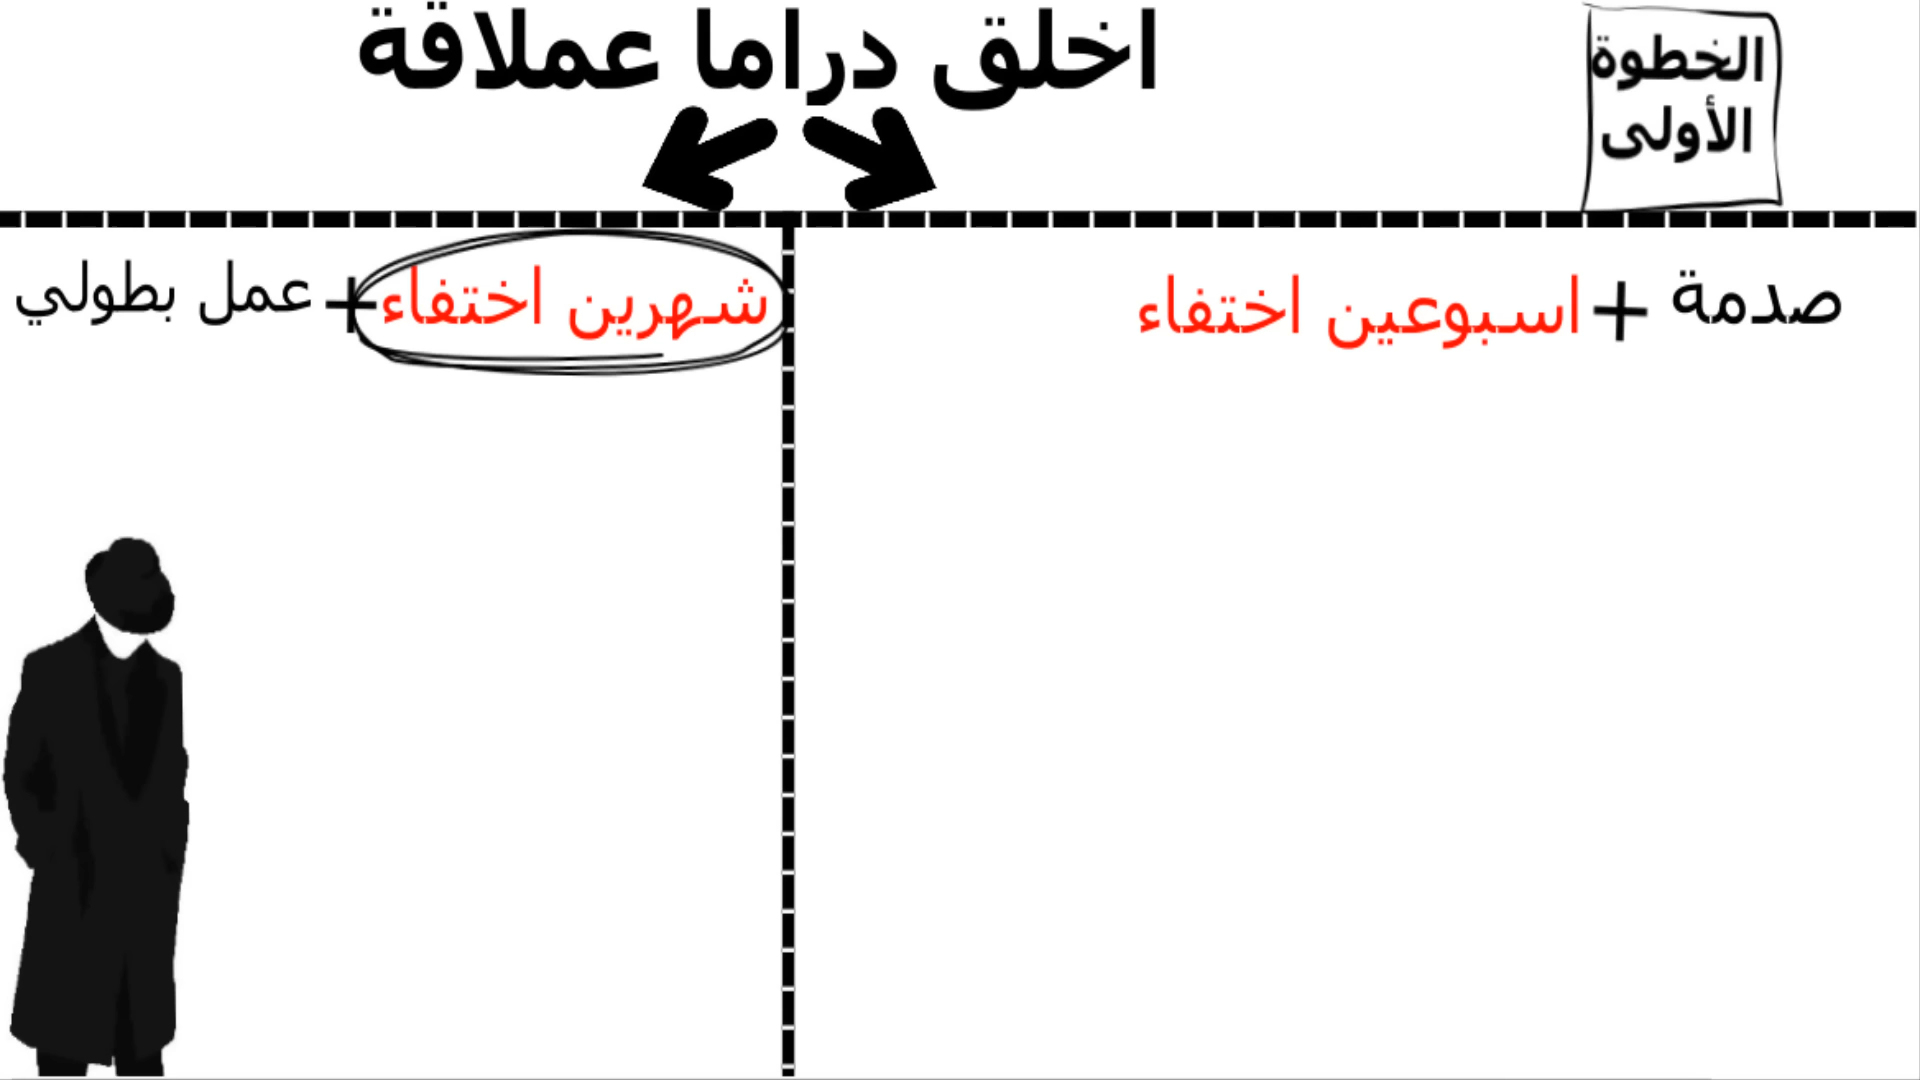 الخطوة
الأولى
اخلق دراما عملاقة
صدمة + اسبوعين اختفاء
شهرين اختفاء + عمل بطولي